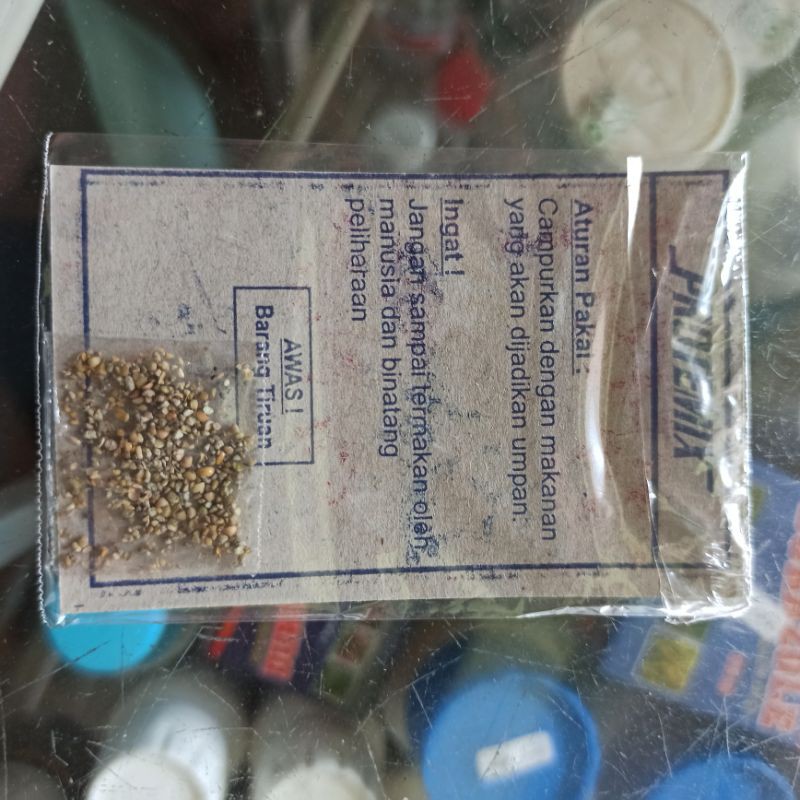 PROTEMIX
Aturan Pakai :
Campurkan dengan makanan
yang akan dijadikan umpan.
Ingat !
Jangan sampai termakan oleh
manusia dan binatang
peliharaan
AWAS !
Barang Tiruan